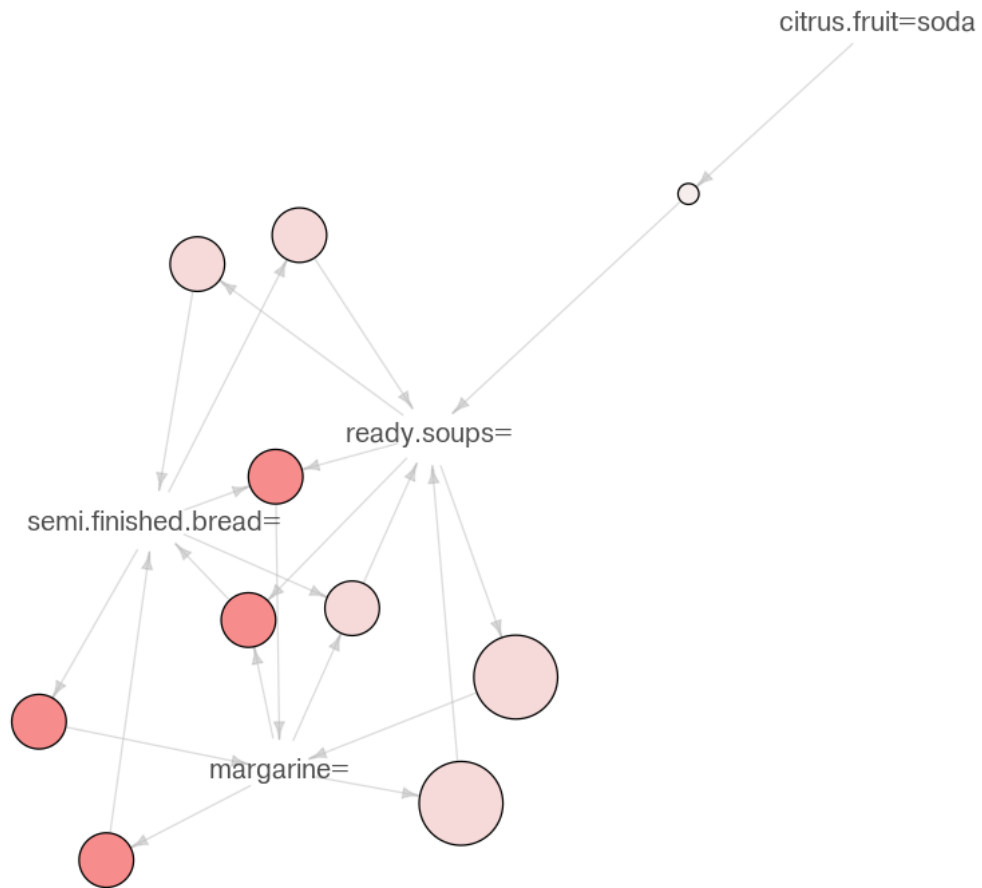 citrus.fruit=soda
ready.soups=
semi.finished.bread=
margarine=